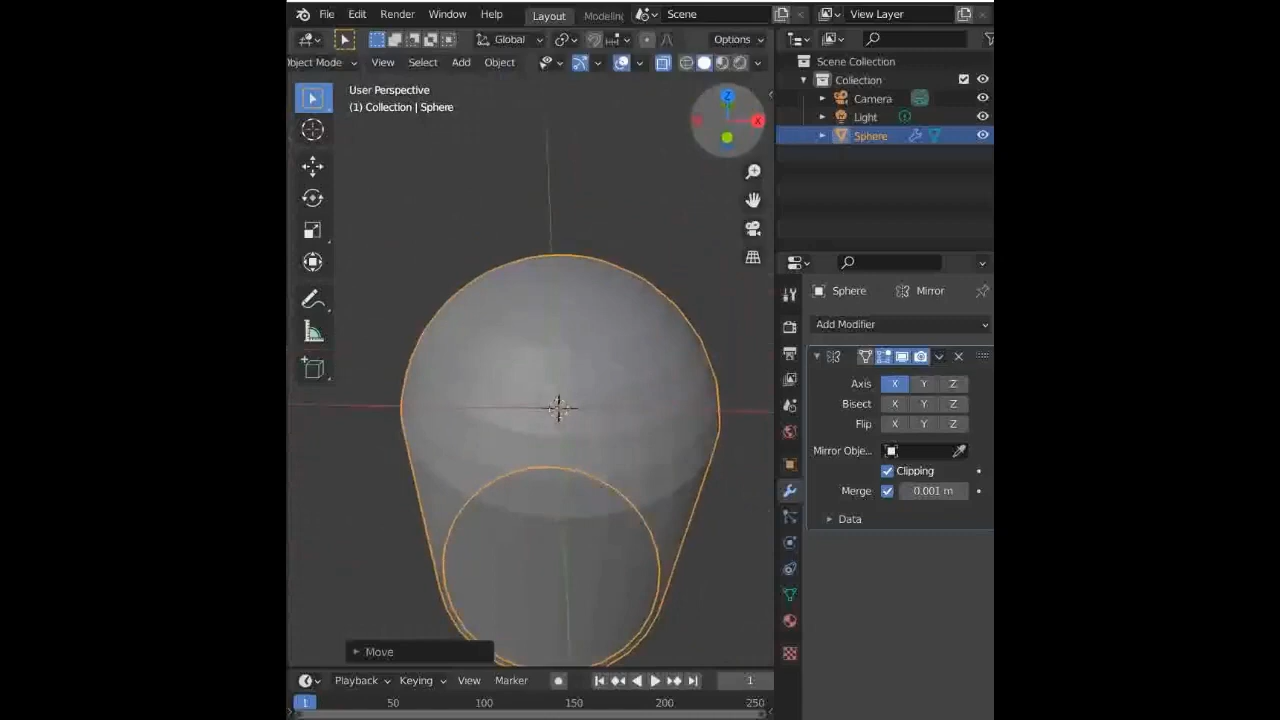 File Edit Render Window Help Layout Modeling Scene View Layer
Global Options
Object Mode View Select Add Object
User Perspective
(1) Collection | Sphere
Z
X
Scene Collection
Collection
Camera
Light
Sphere
Sphere Mirror
Add Modifier
Axis X Y Z
Bisect X Y Z
Flip X Y Z
Mirror Obje...
Clipping
Merge 0.001 m
Data
Move
Playback Keying View Marker 1
1 50 100 150 200 250